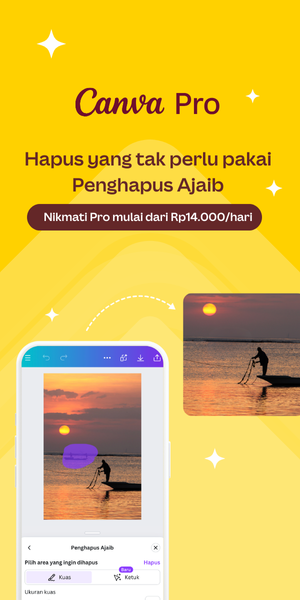 Canva Pro
Hapus yang tak perlu pakai
Penghapus Ajaib
Nikmati Pro mulai dari Rp14.000/hari
Penghapus Ajaib
Pilih area yang ingin dihapus
Hapus
Baru
Kuas
Ketuk
Ukuran kuas